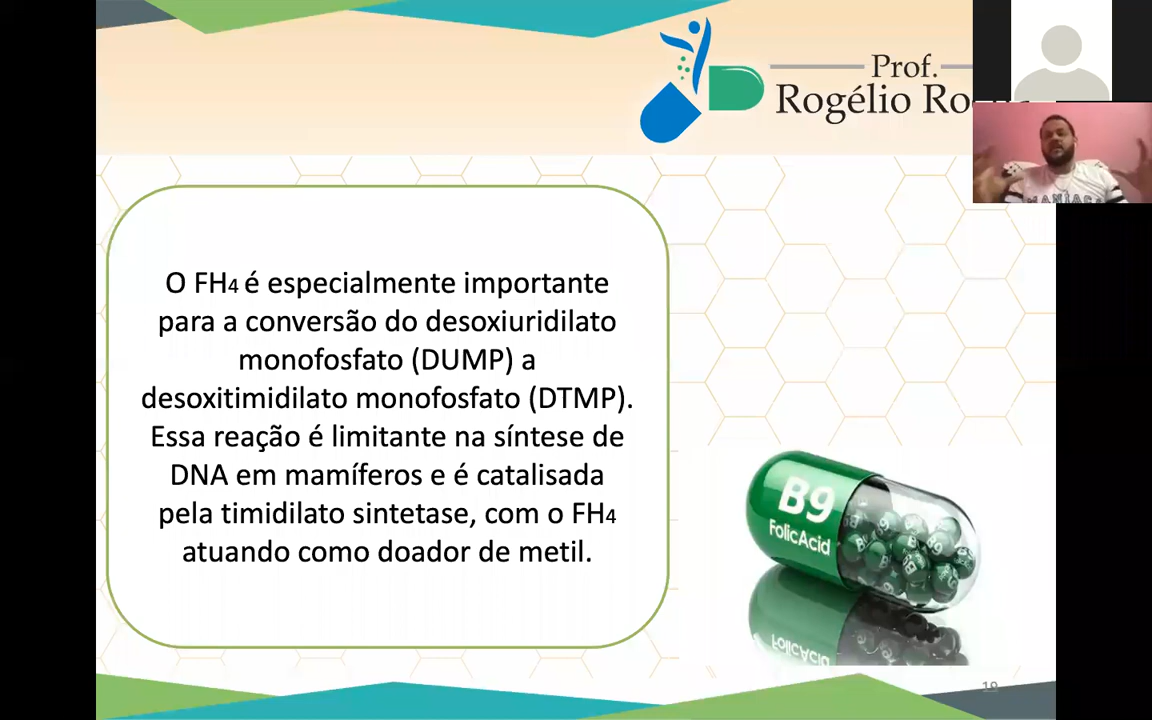 Prof.
Rogélio
O FH4 é especialmente importante
para a conversão do desoxiuridilato
monofosfato (DUMP) a
desoxitimidilato monofosfato (DTMP).
Essa reação é limitante na síntese de
DNA em mamíferos e é catalisada
pela timidilato sintetase, com o FH4
atuando como doador de metil.
B9
FolicAcid
19